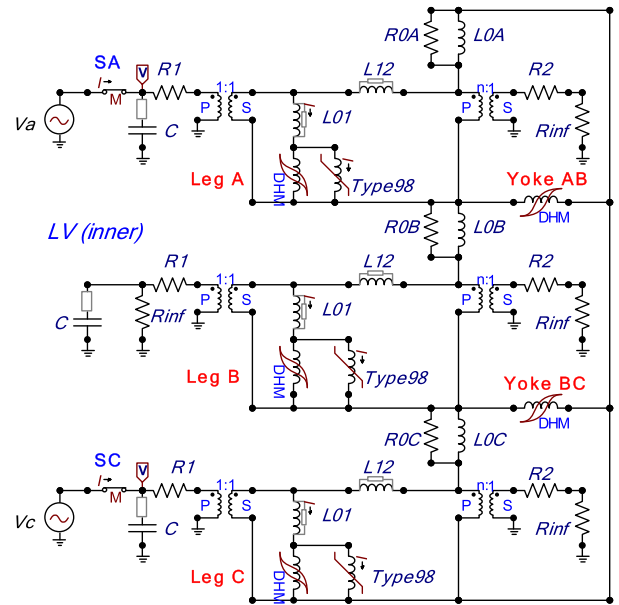 R0A L0A
SA
I V R1 L12 R2
M 1:1 n:1
P S P S
Va C L01 Rinf
DHM Type98
Leg A Yoke AB
DHM
LV (inner) R0B L0B
R1 L12 R2
1:1 n:1
P S P S
C Rinf L01 Rinf
DHM Type98
Leg B Yoke BC
DHM
R0C L0C
SC
I V R1 L12 R2
M 1:1 n:1
P S P S
Vc C L01 Rinf
DHM Type98
Leg C